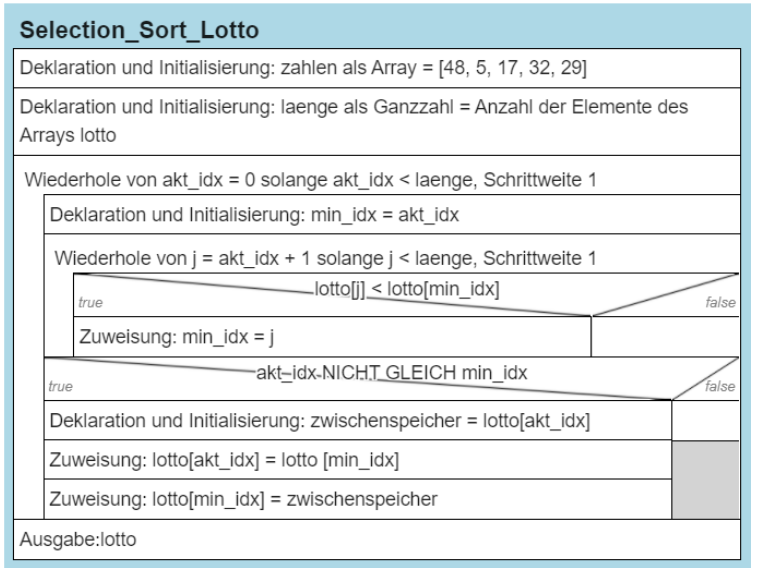 Selection_Sort_Lotto
Deklaration und Initialisierung: zahlen als Array = [48, 5, 17, 32, 29]
Deklaration und Initialisierung: laenge als Ganzzahl = Anzahl der Elemente des
Arrays lotto
Wiederhole von akt_idx = 0 solange akt_idx < laenge, Schrittweite 1
Deklaration und Initialisierung: min_idx = akt_idx
Wiederhole von j = akt_idx + 1 solange j < laenge, Schrittweite 1
lotto[j] < lotto[min_idx]
true false
Zuweisung: min_idx = j
akt_idx NICHT GLEICH min_idx
true false
Deklaration und Initialisierung: zwischenspeicher = lotto[akt_idx]
Zuweisung: lotto[akt_idx] = lotto [min_idx]
Zuweisung: lotto[min_idx] = zwischenspeicher
Ausgabe:lotto